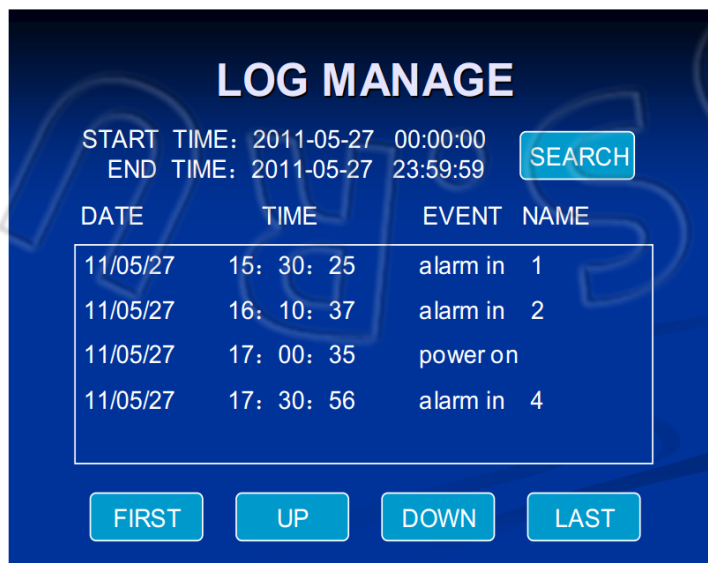 LOG MANAGE
START TIME：2011-05-27 00:00:00
END TIME：2011-05-27 23:59:59
SEARCH
DATE TIME EVENT NAME
11/05/27 15：30：25 alarm in 1
11/05/27 16：10：37 alarm in 2
11/05/27 17：00：35 power on
11/05/27 17：30：56 alarm in 4
FIRST UP DOWN LAST